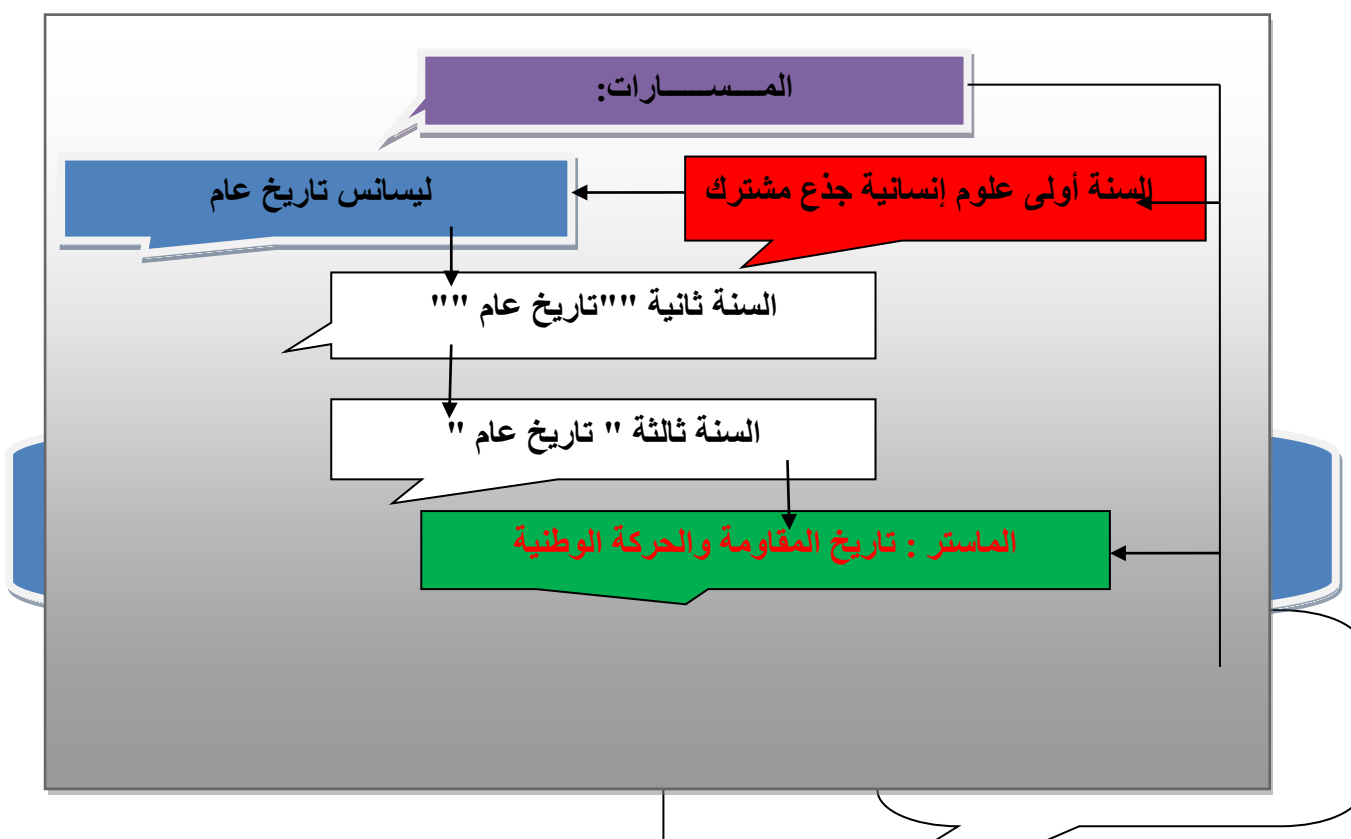 المـــســـــارات:
السنة أولى علوم إنسانية جذع مشترك
ليسانس تاريخ عام
السنة ثانية ""تاريخ عام ""
السنة ثالثة " تاريخ عام "
الماستر : تاريخ المقاومة والحركة الوطنية